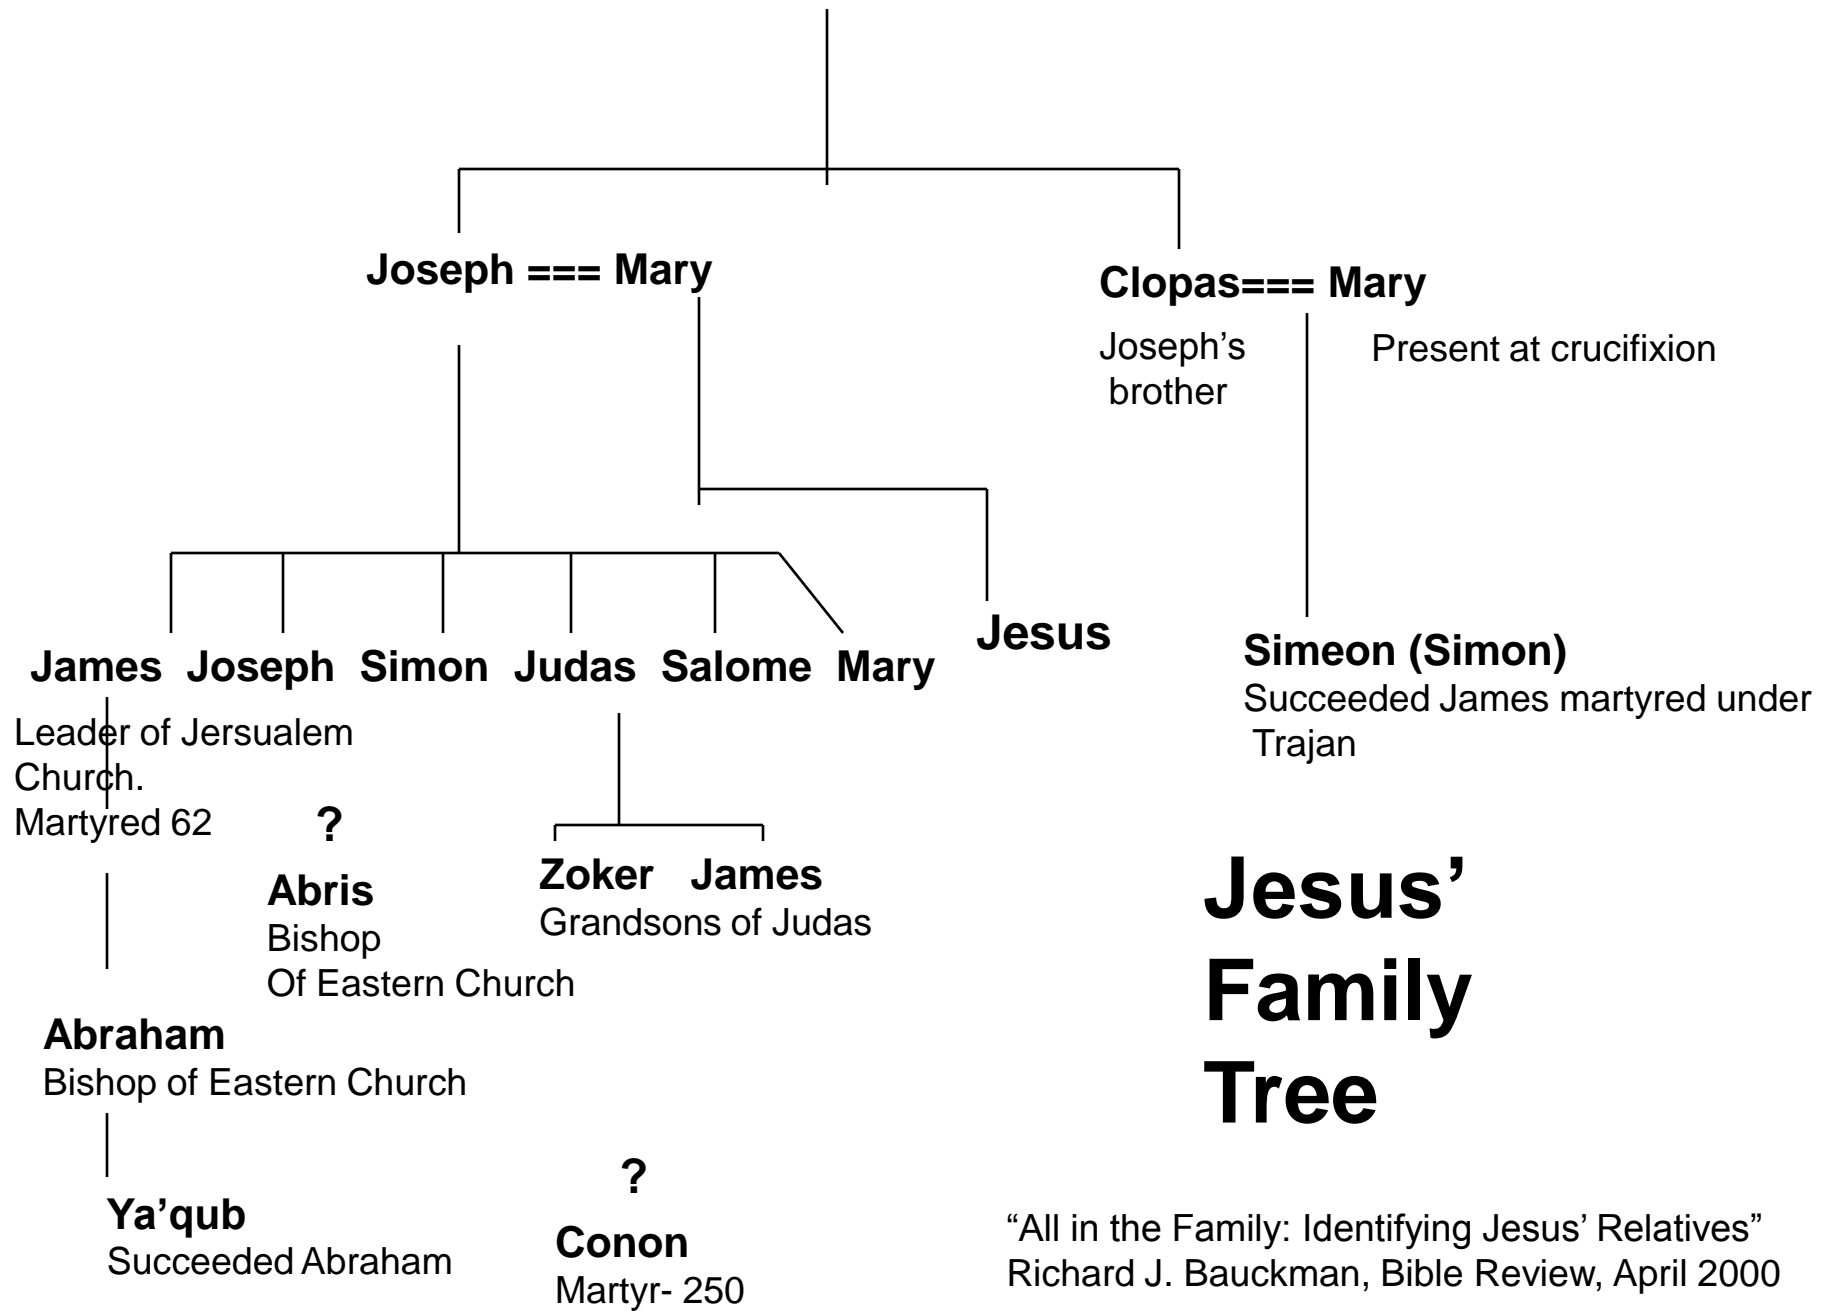 Joseph === Mary
Clopas=== Mary
Joseph’s
brother
Present at crucifixion
James Joseph Simon Judas Salome Mary
Jesus
Simeon (Simon)
Succeeded James martyred under
Trajan
Leader of Jersualem
Church.
Martyred 62
?
Abris
Bishop
Of Eastern Church
Zoker James
Grandsons of Judas
Jesus’
Family
Tree
Abraham
Bishop of Eastern Church
Ya’qub
Succeeded Abraham
?
Conon
Martyr- 250
“All in the Family: Identifying Jesus’ Relatives”
Richard J. Bauckman, Bible Review, April 2000